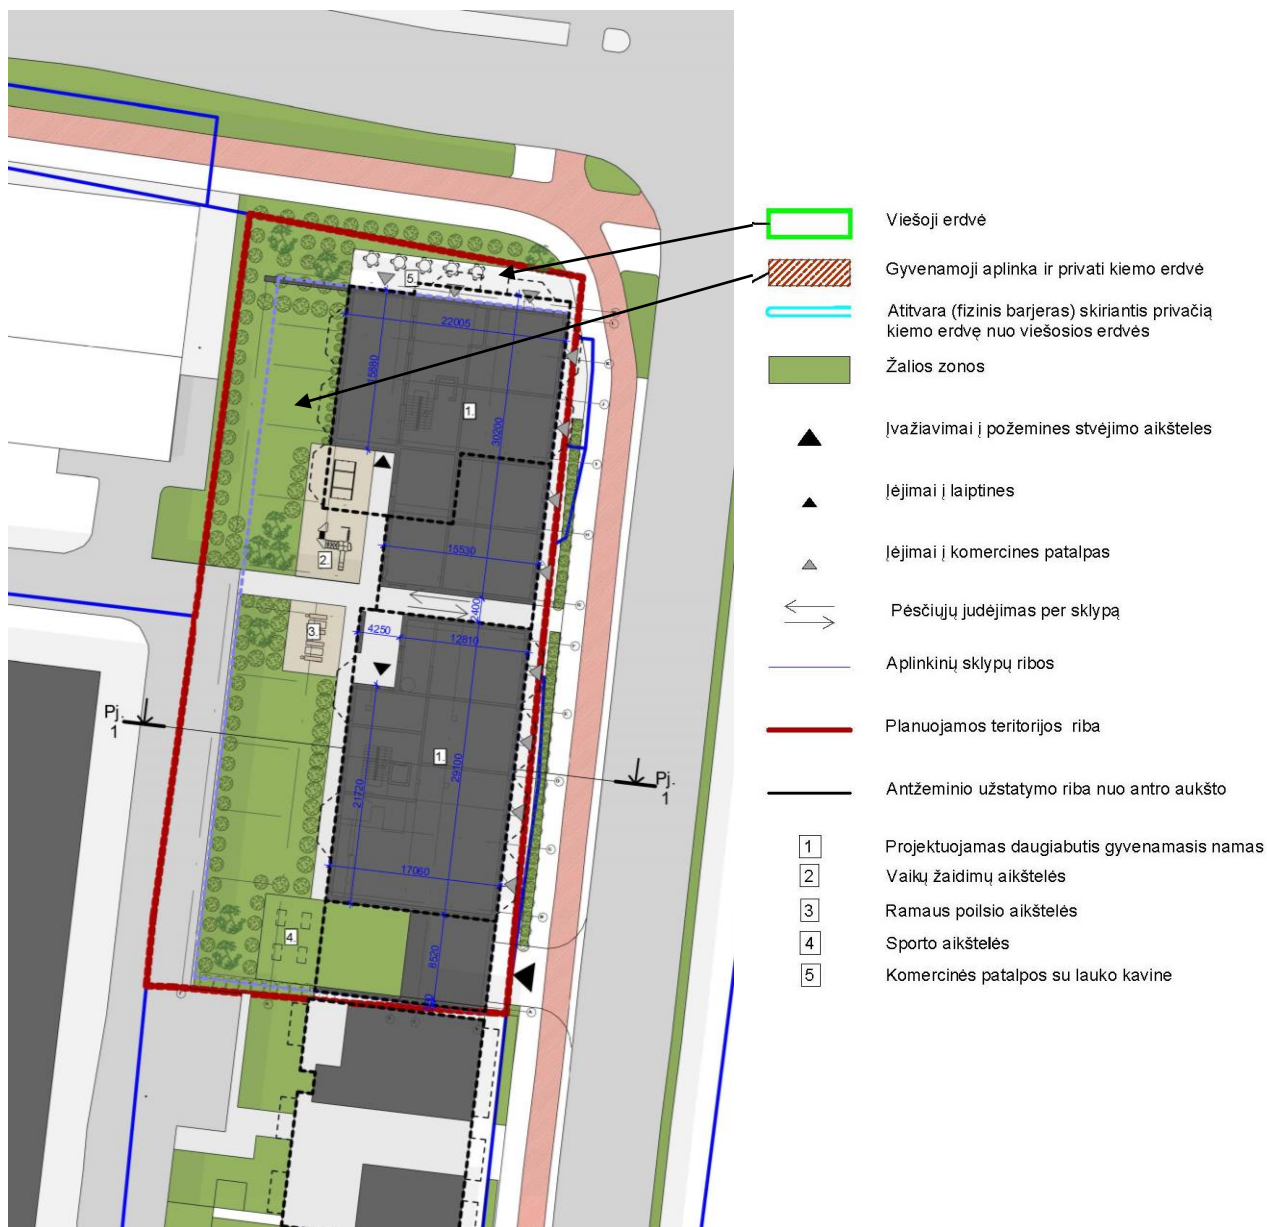 5.
22005
15880
1.
30200
2.
15530
2400
3.
4250
12810
Pj.
1
1.
29100
Pj.
1
21720
17060
4.
8520
Viešoji erdvė
Gyvenamoji aplinka ir privati kiemo erdvė
Atitvara (fizinis barjeras) skiriantis privačią
kiemo erdvę nuo viešosios erdvės
Žalios zonos
Įvažiavimai į požemines stvėjimo aikšteles
Įėjimai į laiptines
Įėjimai į komercines patalpas
Pėsčiųjų judėjimas per sklypą
Aplinkinių sklypų ribos
Planuojamos teritorijos riba
Antžeminio užstatymo riba nuo antro aukšto
1 Projektuojamas daugiabutis gyvenamasis namas
2 Vaikų žaidimų aikštelės
3 Ramaus poilsio aikštelės
4 Sporto aikštelės
5 Komercinės patalpos su lauko kavine